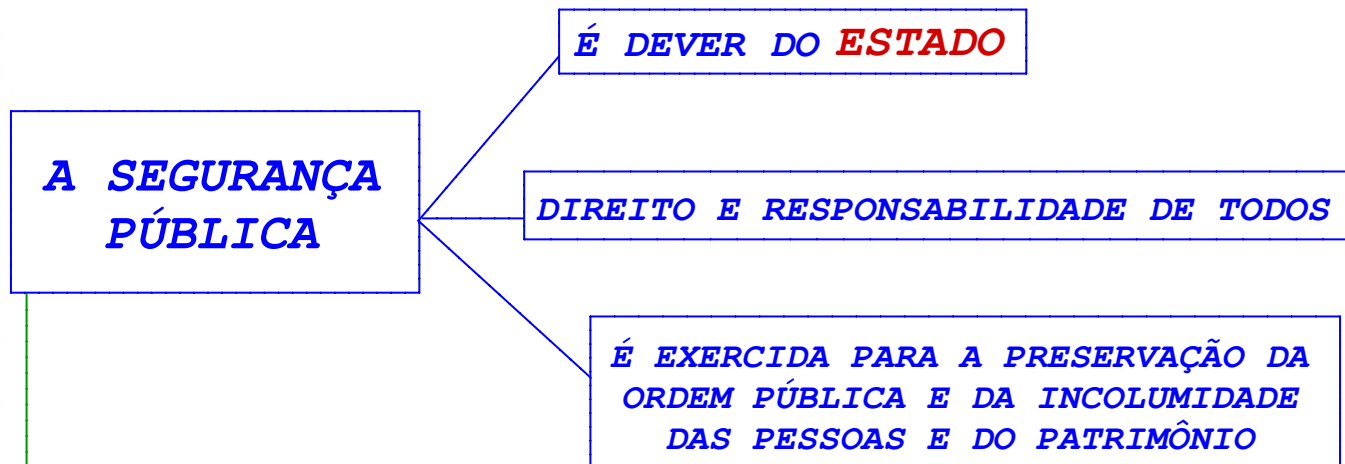 É DEVER DO ESTADO
A SEGURANÇA
PÚBLICA
DIREITO E RESPONSABILIDADE DE TODOS
É EXERCIDA PARA A PRESERVAÇÃO DA
ORDEM PÚBLICA E DA INCOLUMIDADE
DAS PESSOAS E DO PATRIMÔNIO